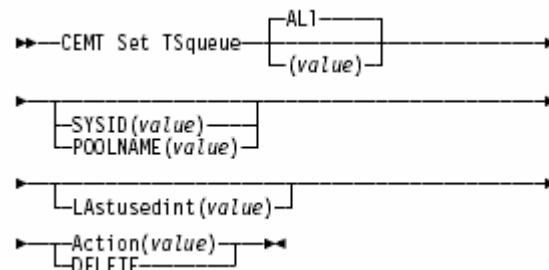 ALl
CEMT Set TSqueue
(value)
SYSID(value)
POOLNAME(value)
LAstusedint(value)
Action(value)
DELETE